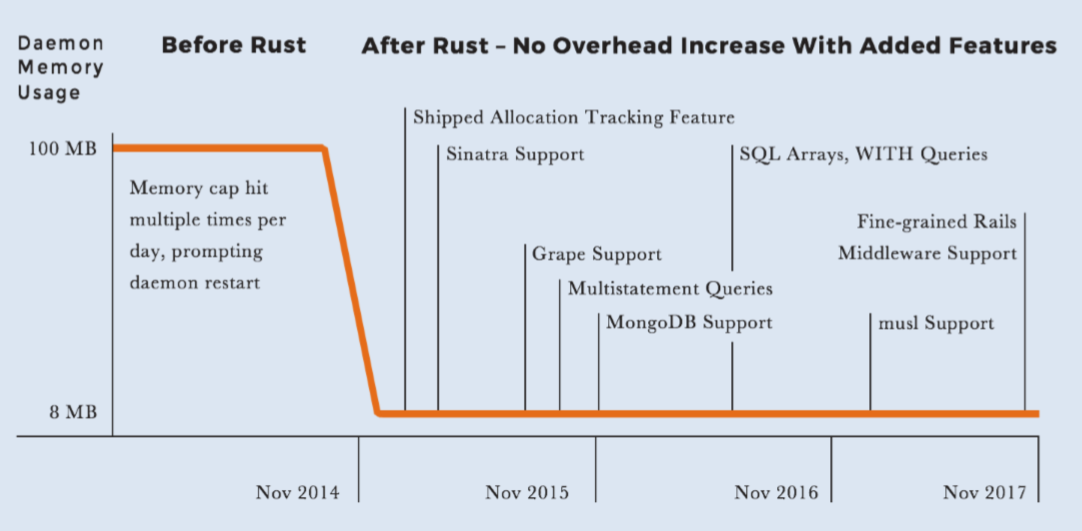 Daemon
Memory
Usage
Before Rust
After Rust – No Overhead Increase With Added Features
100 MB
Memory cap hit
multiple times per
day, prompting
daemon restart
Shipped Allocation Tracking Feature
Sinatra Support
SQL Arrays, WITH Queries
Fine-grained Rails
Middleware Support
Grape Support
Multistatement Queries
MongoDB Support
musl Support
8 MB
Nov 2014
Nov 2015
Nov 2016
Nov 2017